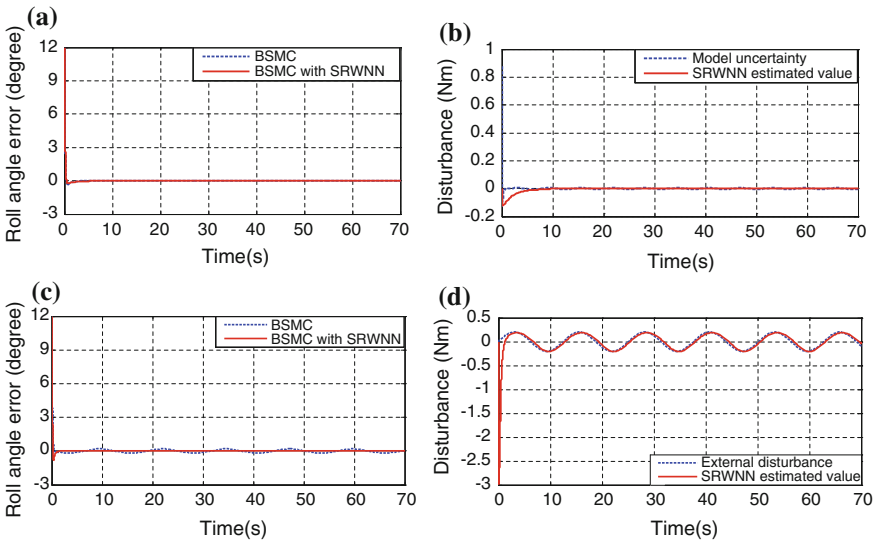 (a)
Roll angle error (degree)
12
9
6
3
0
-3
BSMC
BSMC with SRWNN
0 10 20 30 40 50 60 70
Time(s)
(b)
Disturbance (Nm)
1
0.8
0.6
0.4
0.2
0
-0.2
Model uncertainty
SRWNN estimated value
0 10 20 30 40 50 60 70
Time(s)
(c)
Roll angle error (degree)
12
9
6
3
0
-3
BSMC
BSMC with SRWNN
0 10 20 30 40 50 60 70
Time(s)
(d)
Disturbance (Nm)
0.5
0
-0.5
-1
-1.5
-2
-2.5
-3
External disturbance
SRWNN estimated value
0 10 20 30 40 50 60 70
Time(s)